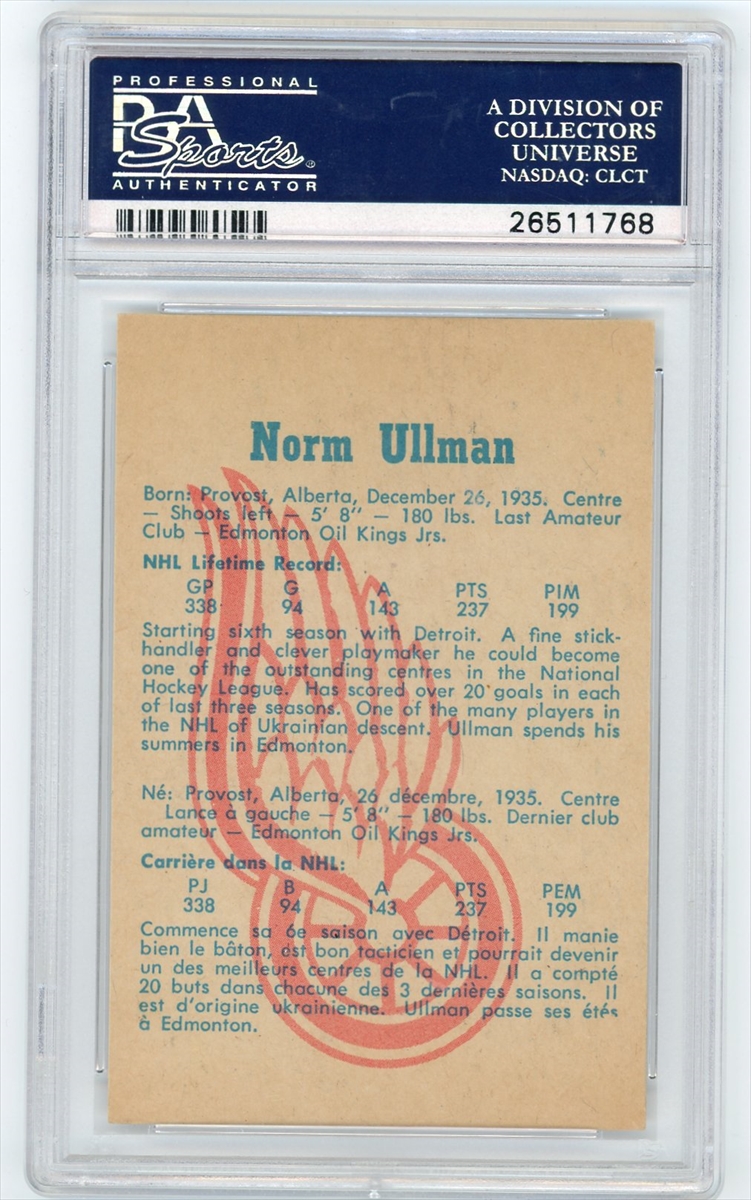 PROFESSIONAL
PSA
Sports
AUTHENTICATOR
A DIVISION OF
COLLECTORS
UNIVERSE
NASDAQ: CLCT
26511768
Norm Ullman
Born: Provost, Alberta, December 26, 1935. Centre
— Shoots left — 5' 8" — 180 lbs. Last Amateur
Club — Edmonton Oil Kings Jrs.
NHL Lifetime Record:
GP G A PTS PIM
338 94 143 237 199
Starting sixth season with Detroit. A fine stick-
handler and clever playmaker he could become
one of the outstanding centres in the National
Hockey League. Has scored over 20 goals in each
of last three seasons. One of the many players in
the NHL of Ukrainian descent. Ullman spends his
summers in Edmonton.
Né: Provost, Alberta, 26 décembre, 1935. Centre
Lance à gauche — 5' 8" — 180 lbs. Dernier club
amateur — Edmonton Oil Kings Jrs.
Carrière dans la NHL:
PJ B A PTS PEM
338 94 143 237 199
Commence sa 6e saison avec Détroit. Il manie
bien le bâton, est bon tacticien et pourrait devenir
un des meilleurs centres de la NHL. Il a compté
20 buts dans chacune des 3 dernières saisons. Il
est d'origine ukrainienne. Ullman passe ses étés
à Edmonton.